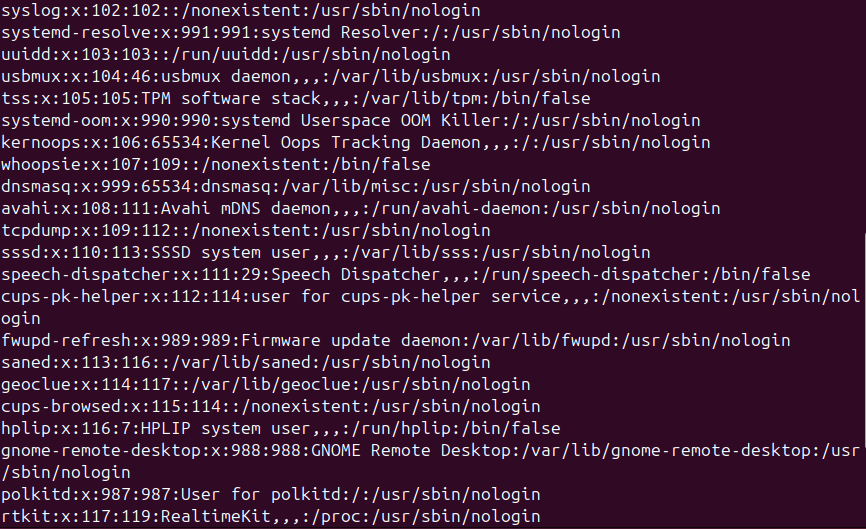 syslog:x:102:102::/nonexistent:/usr/sbin/nologin
systemd-resolve:x:991:991:systemd Resolver:/:/usr/sbin/nologin
uuidd:x:103:103::/run/uuidd:/usr/sbin/nologin
usbmux:x:104:46:usbmux daemon,,,:/var/lib/usbmux:/usr/sbin/nologin
tss:x:105:105:TPM software stack,,,:/var/lib/tpm:/bin/false
systemd-oom:x:990:990:systemd Userspace OOM Killer:/:/usr/sbin/nologin
kernoops:x:106:65534:Kernel Oops Tracking Daemon,,,:/:/usr/sbin/nologin
whoopsie:x:107:109::/nonexistent:/bin/false
dnsmasq:x:999:65534:dnsmasq:/var/lib/misc:/usr/sbin/nologin
avahi:x:108:111:Avahi mDNS daemon,,,:/run/avahi-daemon:/usr/sbin/nologin
tcpdump:x:109:112::/nonexistent:/usr/sbin/nologin
sssd:x:110:113:SSSD system user,,,:/var/lib/sss:/usr/sbin/nologin
speech-dispatcher:x:111:29:Speech Dispatcher,,,:/run/speech-dispatcher:/bin/false
cups-pk-helper:x:112:114:user for cups-pk-helper service,,,:/nonexistent:/usr/sbin/nol
ogin
fwupd-refresh:x:989:989:Firmware update daemon:/var/lib/fwupd:/usr/sbin/nologin
saned:x:113:116::/var/lib/saned:/usr/sbin/nologin
geoclue:x:114:117::/var/lib/geoclue:/usr/sbin/nologin
cups-browsed:x:115:114::/nonexistent:/usr/sbin/nologin
hplip:x:116:7:HPLIP system user,,,:/run/hplip:/bin/false
gnome-remote-desktop:x:988:988:GNOME Remote Desktop:/var/lib/gnome-remote-desktop:/usr
/sbin/nologin
polkitd:x:987:987:User for polkitd:/:/usr/sbin/nologin
rtkit:x:117:119:RealtimeKit,,,:/proc:/usr/sbin/nologin